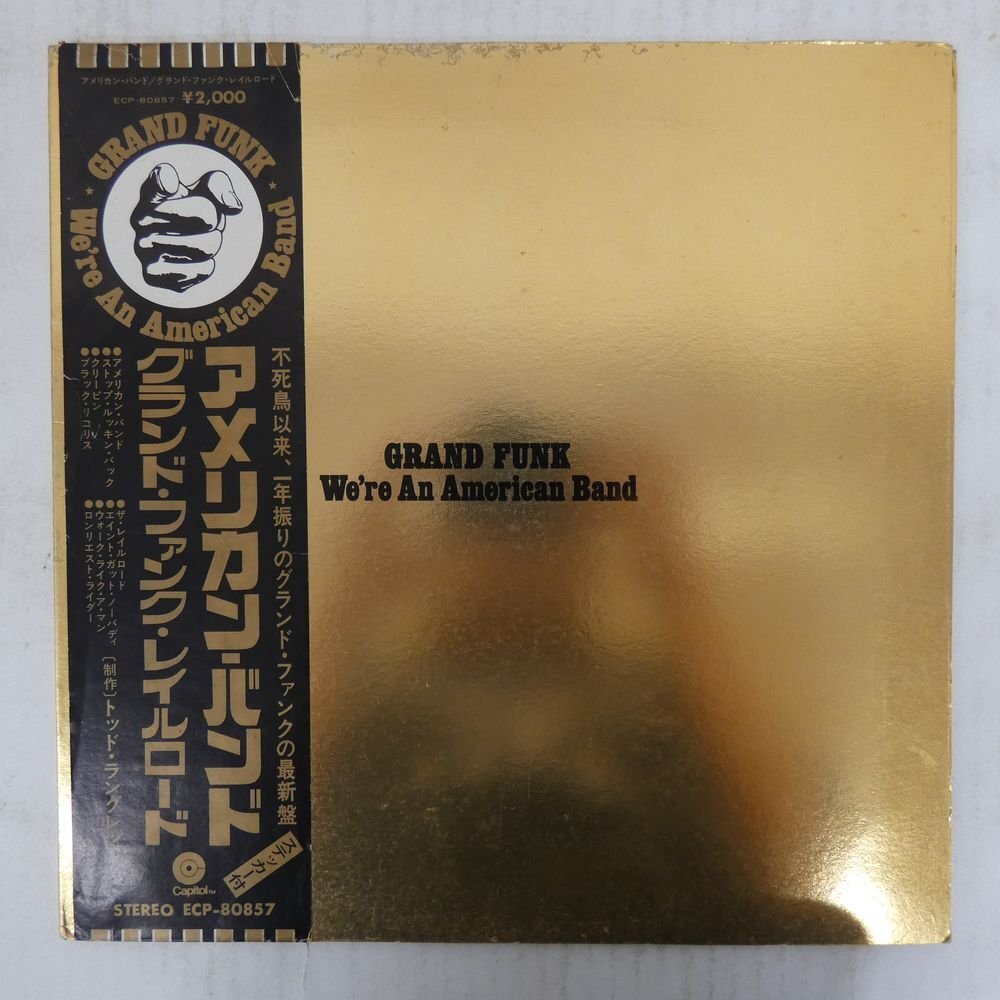 アメリカン・バンド／グランド・ファンク・レイルロード
ECP-80857 ¥2,000
GRAND FUNK
We're An American Band
不死鳥以来、一年振りのグランド・ファンクの最新盤
アメリカン・バンド
グランド・ファンク・レイルロード
●アメリカン・バンド
●ストップ・ルッキン・バック
●クリーピン
●ブラック・リコリス
●ザ・レイルロード
●エイント・ガット・ノーバディ
●ウォーク・ライク・ア・マン
●ロンリエスト・ライダー
［制作］トッド・ラングレン
ステッカー付
Capitol™
STEREO ECP-80857
GRAND FUNK
We're An American Band